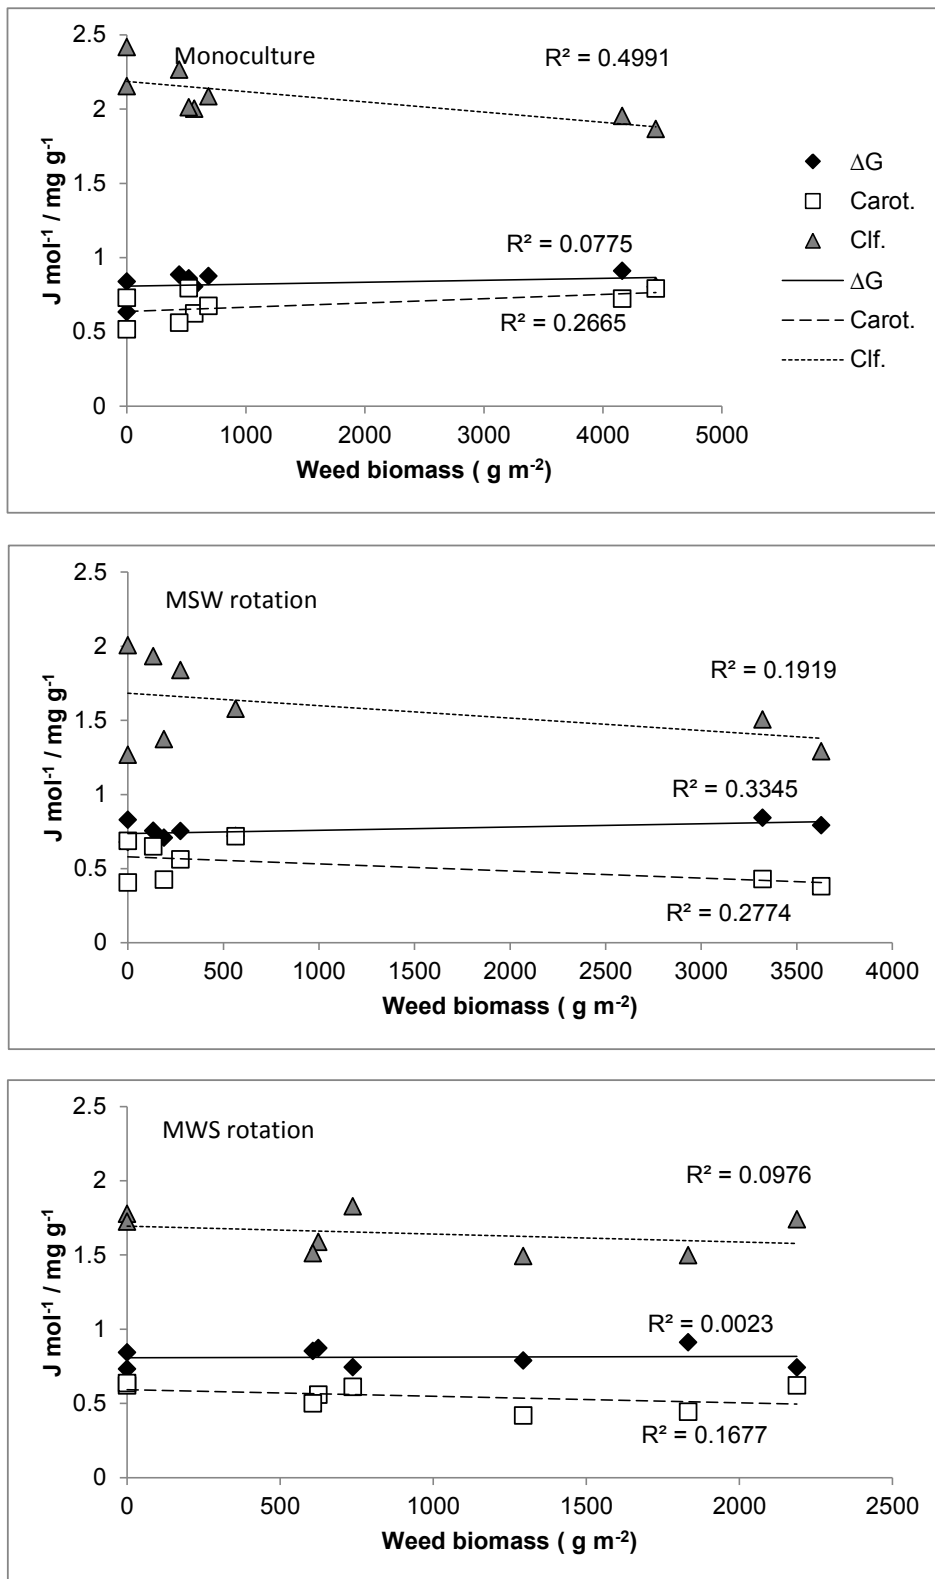 Monoculture
R² = 0.4991
R² = 0.0775
R² = 0.2665
2.5
2
1.5
1
0.5
0
J mol⁻¹ / mg g⁻¹
0 1000 2000 3000 4000 5000
Weed biomass ( g m⁻²)
ΔG
Carot.
Clf.
ΔG
Carot.
Clf.
MSW rotation
R² = 0.1919
R² = 0.3345
R² = 0.2774
2.5
2
1.5
1
0.5
0
J mol⁻¹ / mg g⁻¹
0 500 1000 1500 2000 2500 3000 3500 4000
Weed biomass ( g m⁻²)
MWS rotation
R² = 0.0976
R² = 0.0023
R² = 0.1677
2.5
2
1.5
1
0.5
0
J mol⁻¹ / mg g⁻¹
0 500 1000 1500 2000 2500
Weed biomass ( g m⁻²)